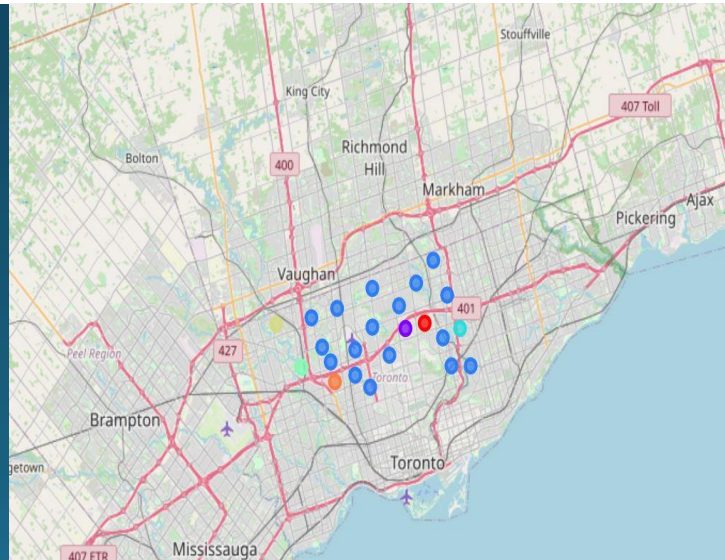 Stouffville
King City
407 Toll
Richmond
Hill
Bolton
400
Markham
Ajax
Pickering
Vaughan
401
427
Peel Region
Toronto
Brampton
getown
Toronto
Mississauga
407 ETR